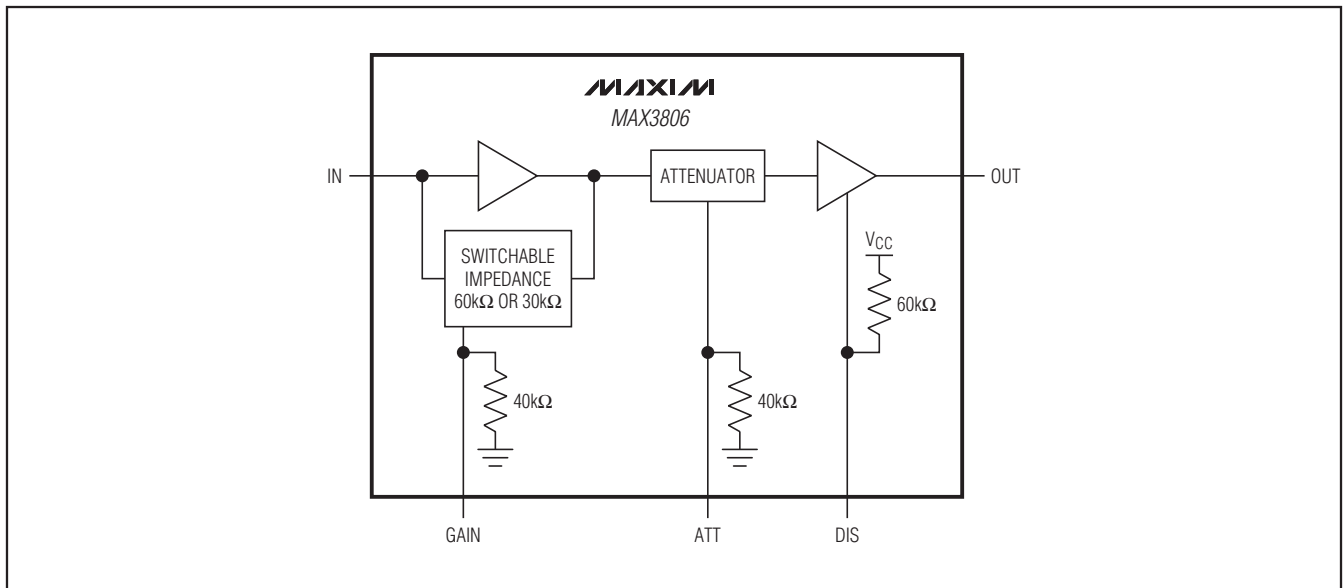 MAXIM
MAX3806
IN
ATTENUATOR
OUT
SWITCHABLE
IMPEDANCE
60kΩ OR 30kΩ
VCC
60kΩ
40kΩ
40kΩ
GAIN
ATT
DIS